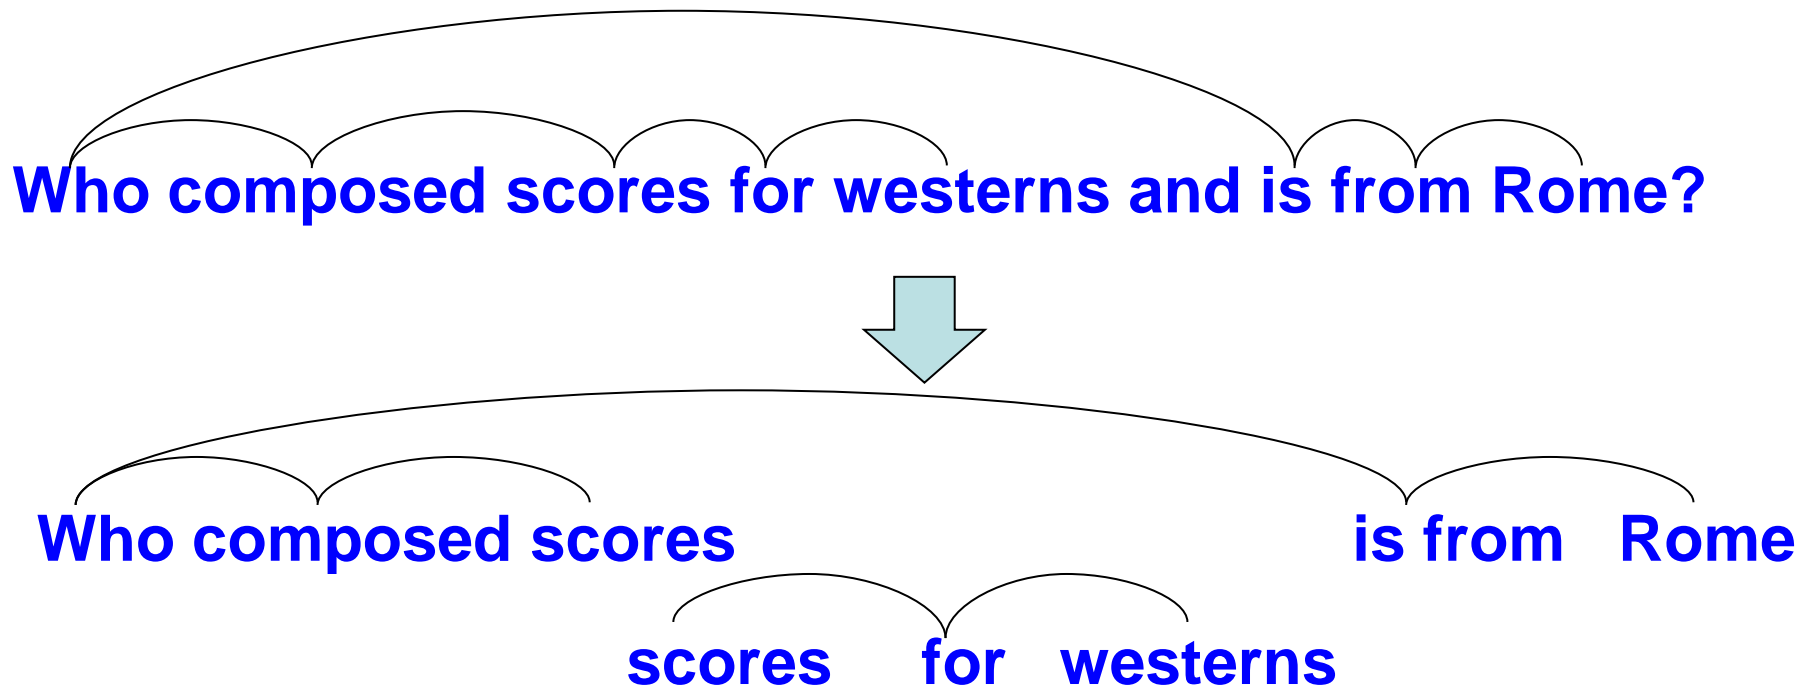 Who composed scores for westerns and is from Rome?
Who composed scores is from Rome
scores for westerns